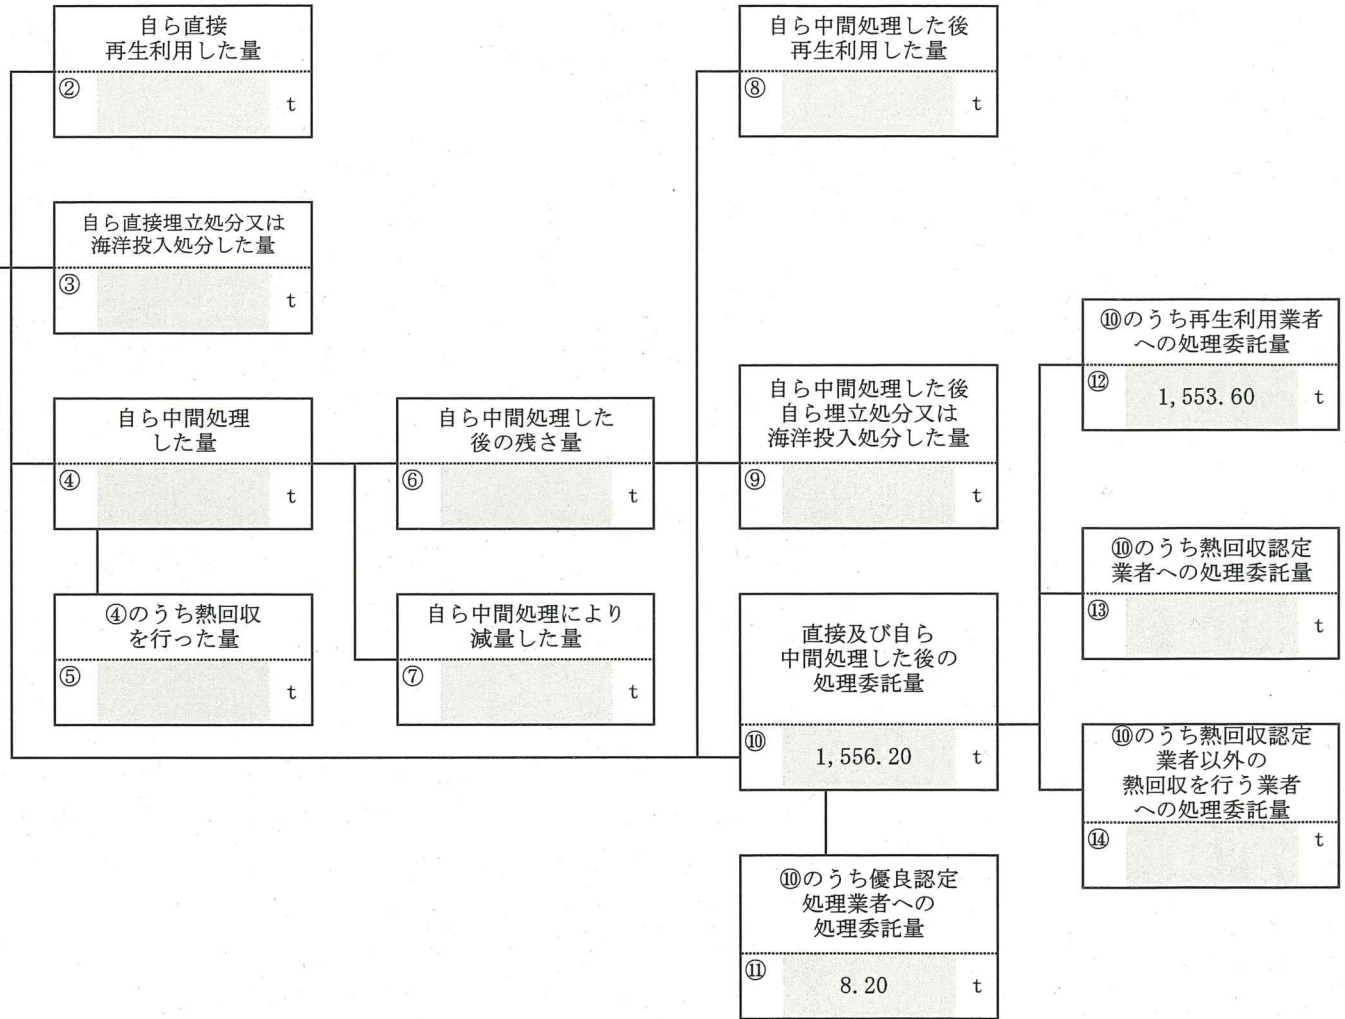 自ら直接
再生利用した量
② t
自ら直接埋立処分又は
海洋投入処分した量
③ t
自ら中間処理
した量
④ t
④のうち熱回収
を行った量
⑤ t
自ら中間処理した
後の残さ量
⑥ t
自ら中間処理により
減量した量
⑦ t
自ら中間処理した後
再生利用した量
⑧ t
自ら中間処理した後
自ら埋立処分又は
海洋投入処分した量
⑨ t
直接及び自ら
中間処理した後の
処理委託量
⑩ 1,556.20 t
⑩のうち優良認定
処理業者への
処理委託量
⑪ 8.20 t
⑩のうち再生利用業者
への処理委託量
⑫ 1,553.60 t
⑩のうち熱回収認定
業者への処理委託量
⑬ t
⑩のうち熱回収認定
業者以外の
熱回収を行う業者
への処理委託量
⑭ t